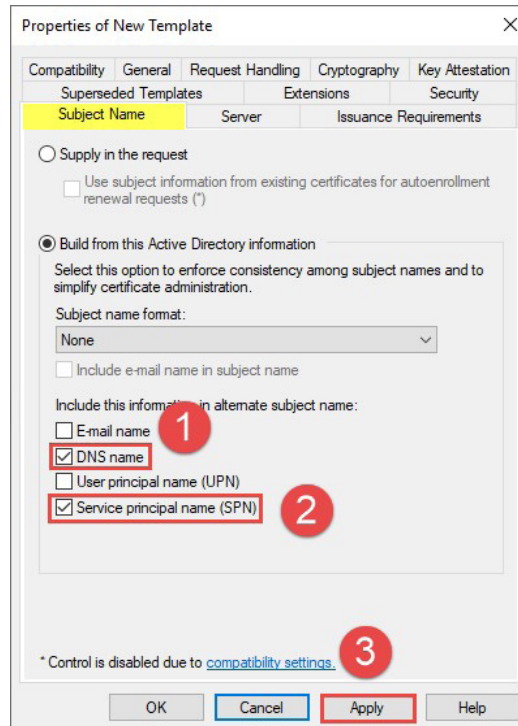 Properties of New Template
Compatibility General Request Handling Cryptography Key Attestation
Superseded Templates Extensions Security
Subject Name Server Issuance Requirements
Supply in the request
Use subject information from existing certificates for autoenrollment
renewal requests (*)
Build from this Active Directory information
Select this option to enforce consistency among subject names and to
simplify certificate administration.
Subject name format:
None
Include e-mail name in subject name
Include this information in alternate subject name:
E-mail name
1
DNS name
User principal name (UPN)
Service principal name (SPN)
2
* Control is disabled due to compatibility settings.
3
OK Cancel Apply Help